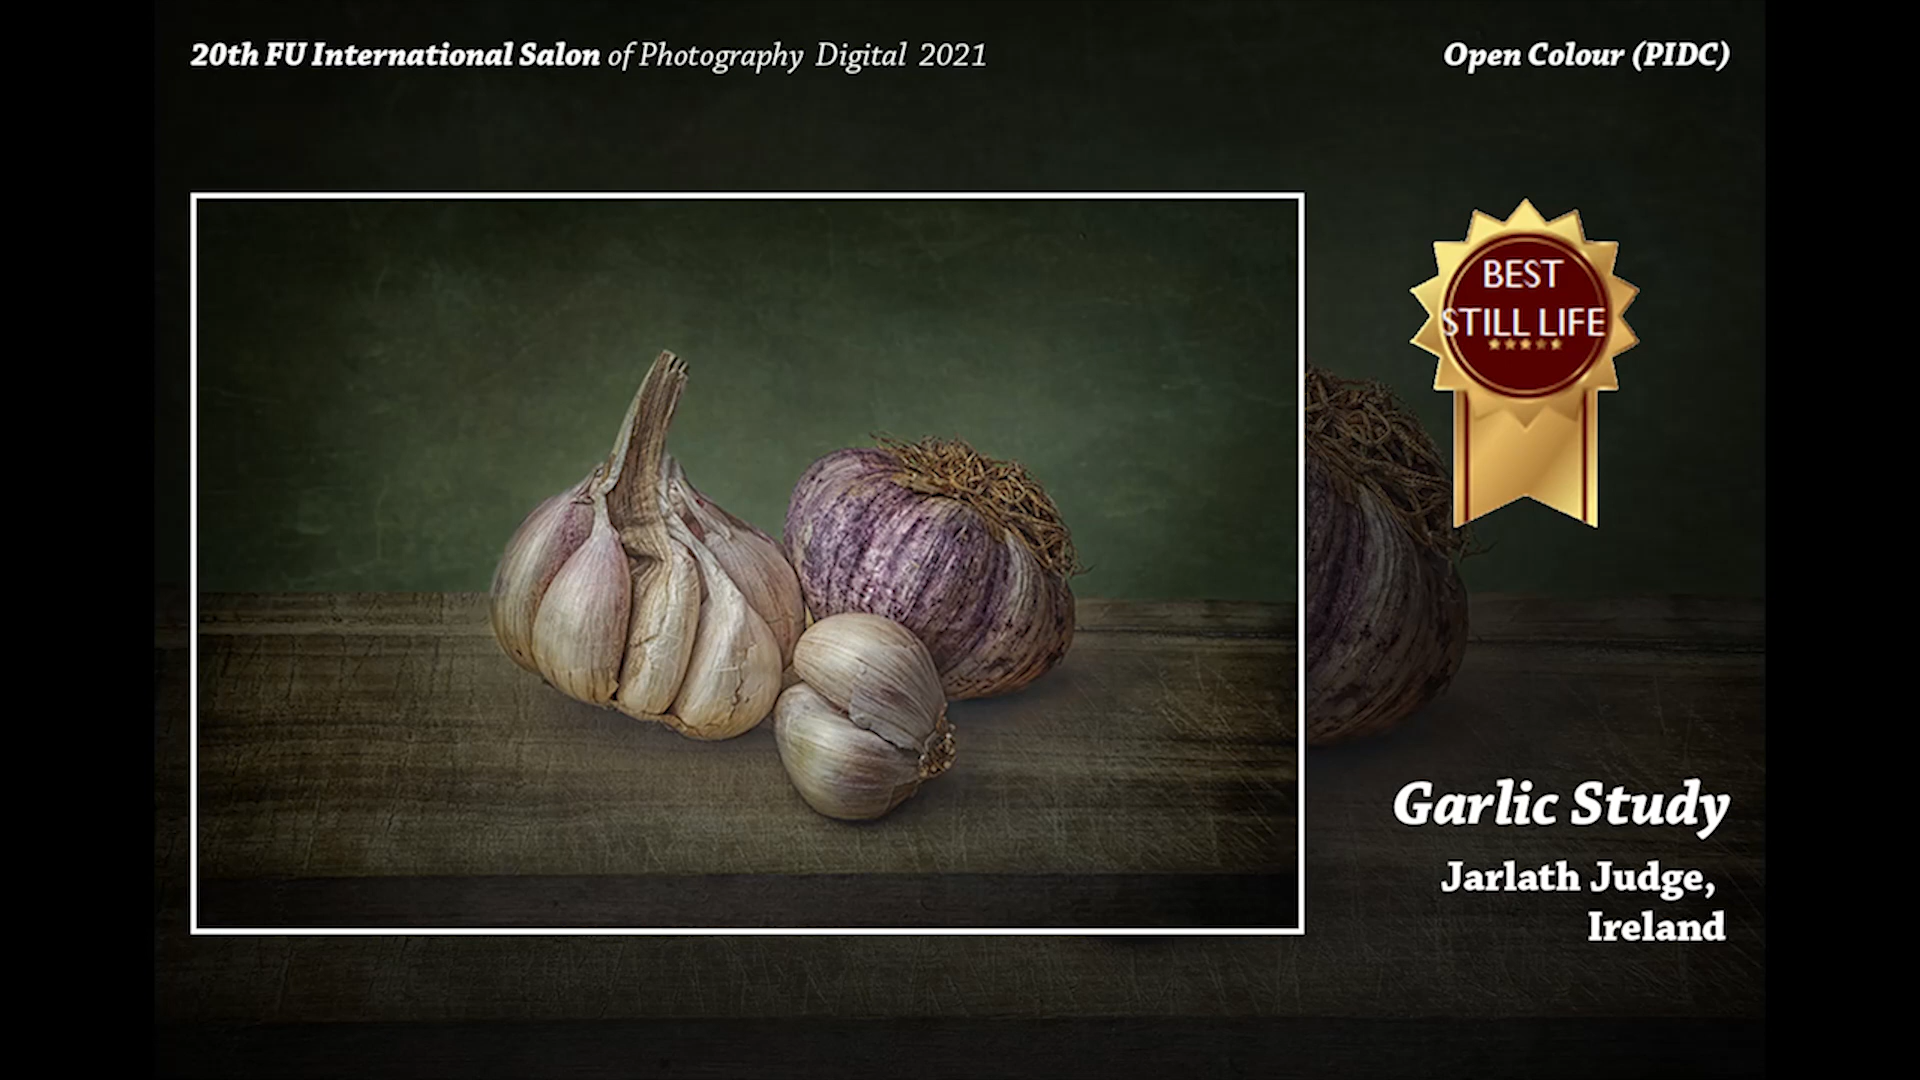 20th FU International Salon of Photography Digital 2021
Open Colour (PIDC)
BEST
STILL LIFE
Garlic Study
Jarlath Judge,
Ireland